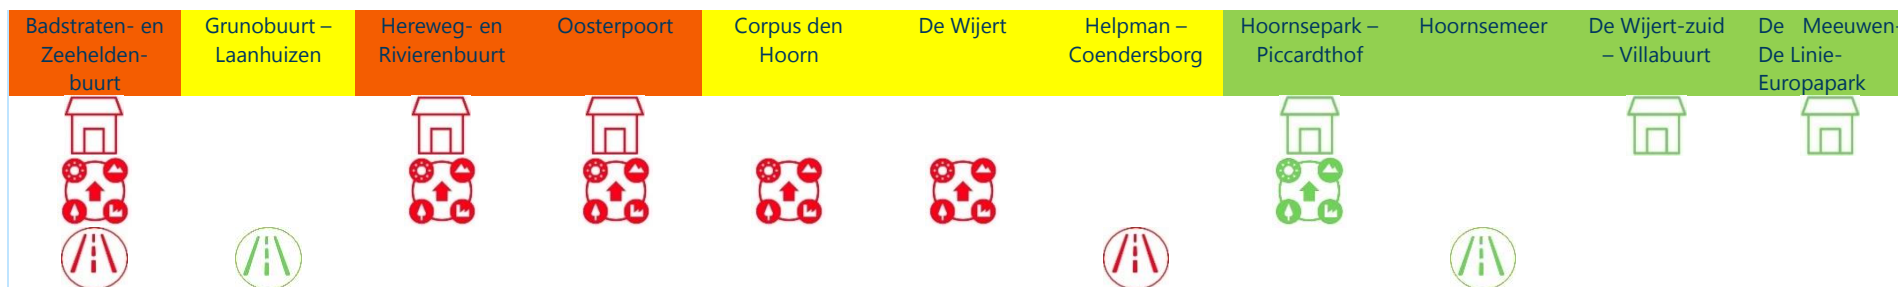 Badstraten- en
Zeehelden-
buurt
Grunobuurt –
Laanhuizen
Hereweg- en
Rivierenbuurt
Oosterpoort
Corpus den
Hoorn
De Wijert
Helpman –
Coendersborg
Hoornsepark –
Piccardthof
Hoornsemeer
De Wijert-zuid
– Villabuurt
De Meeuwen-
De Linie-
Europapark